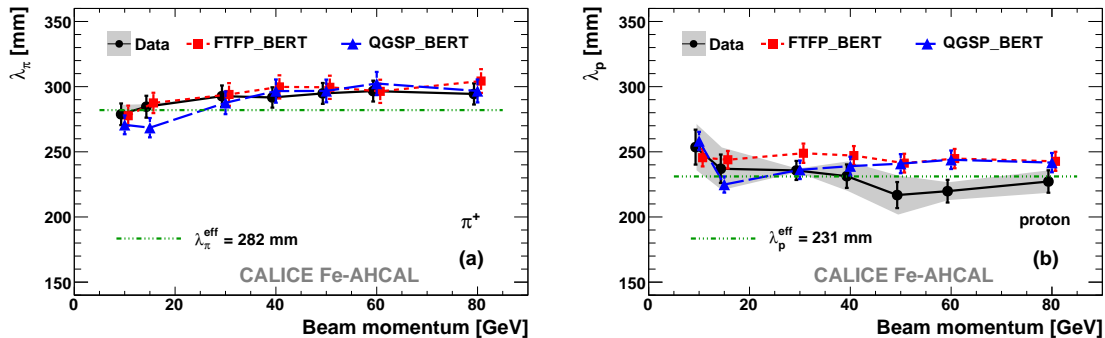 λπ [mm]
350
300
250
200
150
Data
FTFP_BERT
QGSP_BERT
π+
λπeff = 282 mm
(a)
CALICE Fe-AHCAL
0 20 40 60 80
Beam momentum [GeV]
λp [mm]
350
300
250
200
150
Data
FTFP_BERT
QGSP_BERT
proton
λpeff = 231 mm
(b)
CALICE Fe-AHCAL
0 20 40 60 80
Beam momentum [GeV]